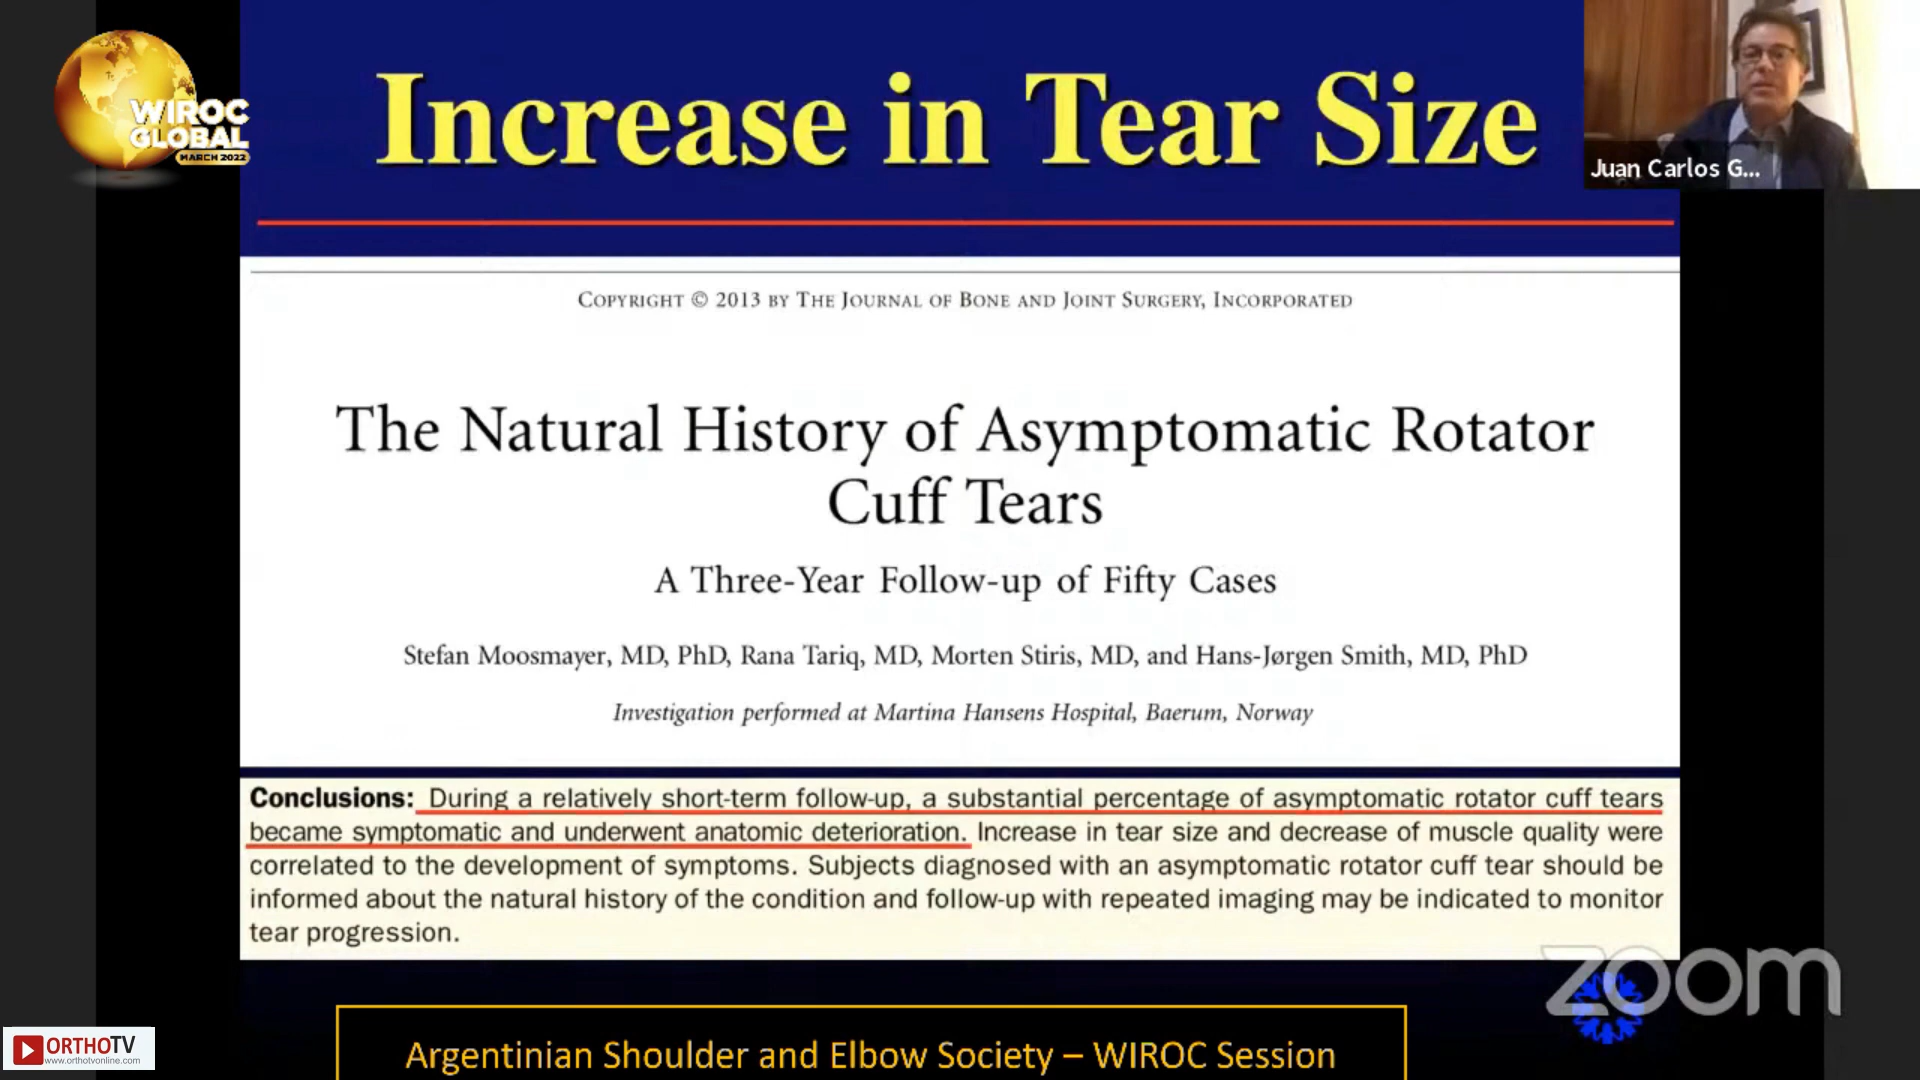 WIROC
GLOBAL
MARCH 2022
Increase in Tear Size
Juan Carlos G...
COPYRIGHT © 2013 BY THE JOURNAL OF BONE AND JOINT SURGERY, INCORPORATED
The Natural History of Asymptomatic Rotator
Cuff Tears
A Three-Year Follow-up of Fifty Cases
Stefan Moosmayer, MD, PhD, Rana Tariq, MD, Morten Stiris, MD, and Hans-Jørgen Smith, MD, PhD
Investigation performed at Martina Hansens Hospital, Baerum, Norway
Conclusions: During a relatively short-term follow-up, a substantial percentage of asymptomatic rotator cuff tears
became symptomatic and underwent anatomic deterioration. Increase in tear size and decrease of muscle quality were
correlated to the development of symptoms. Subjects diagnosed with an asymptomatic rotator cuff tear should be
informed about the natural history of the condition and follow-up with repeated imaging may be indicated to monitor
tear progression.
zoom
ORTHOTV
www.orthotvonline.com
Argentinian Shoulder and Elbow Society – WIROC Session